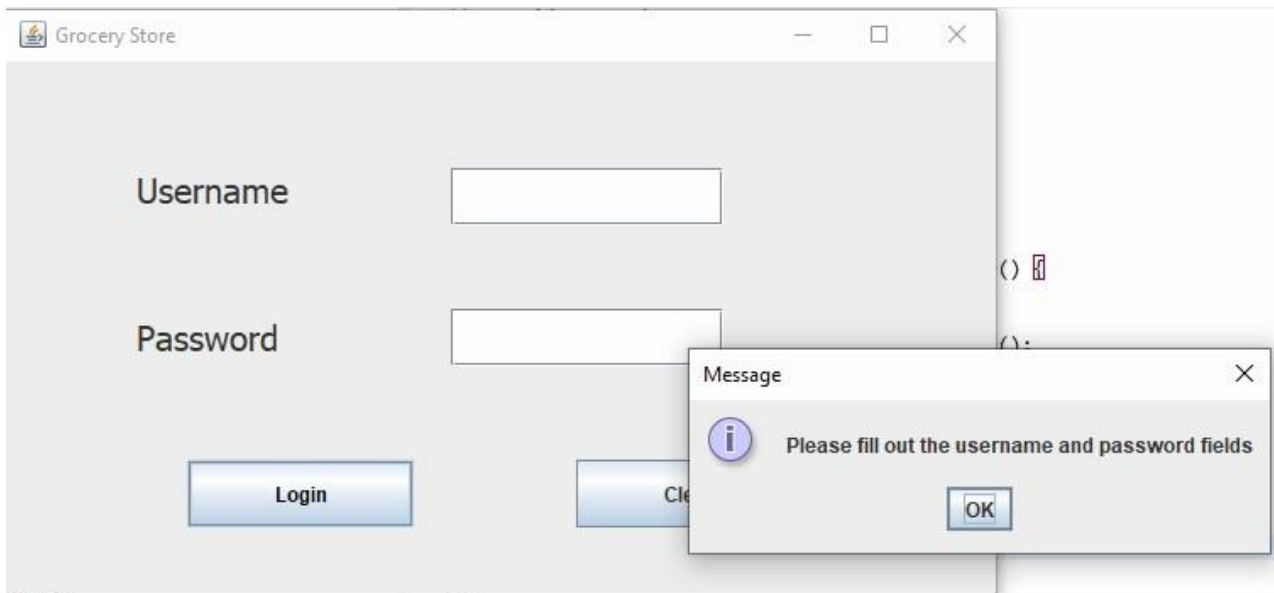 Grocery Store
Username
() {
Password
();
Message
Please fill out the username and password fields
Login
Cle
OK